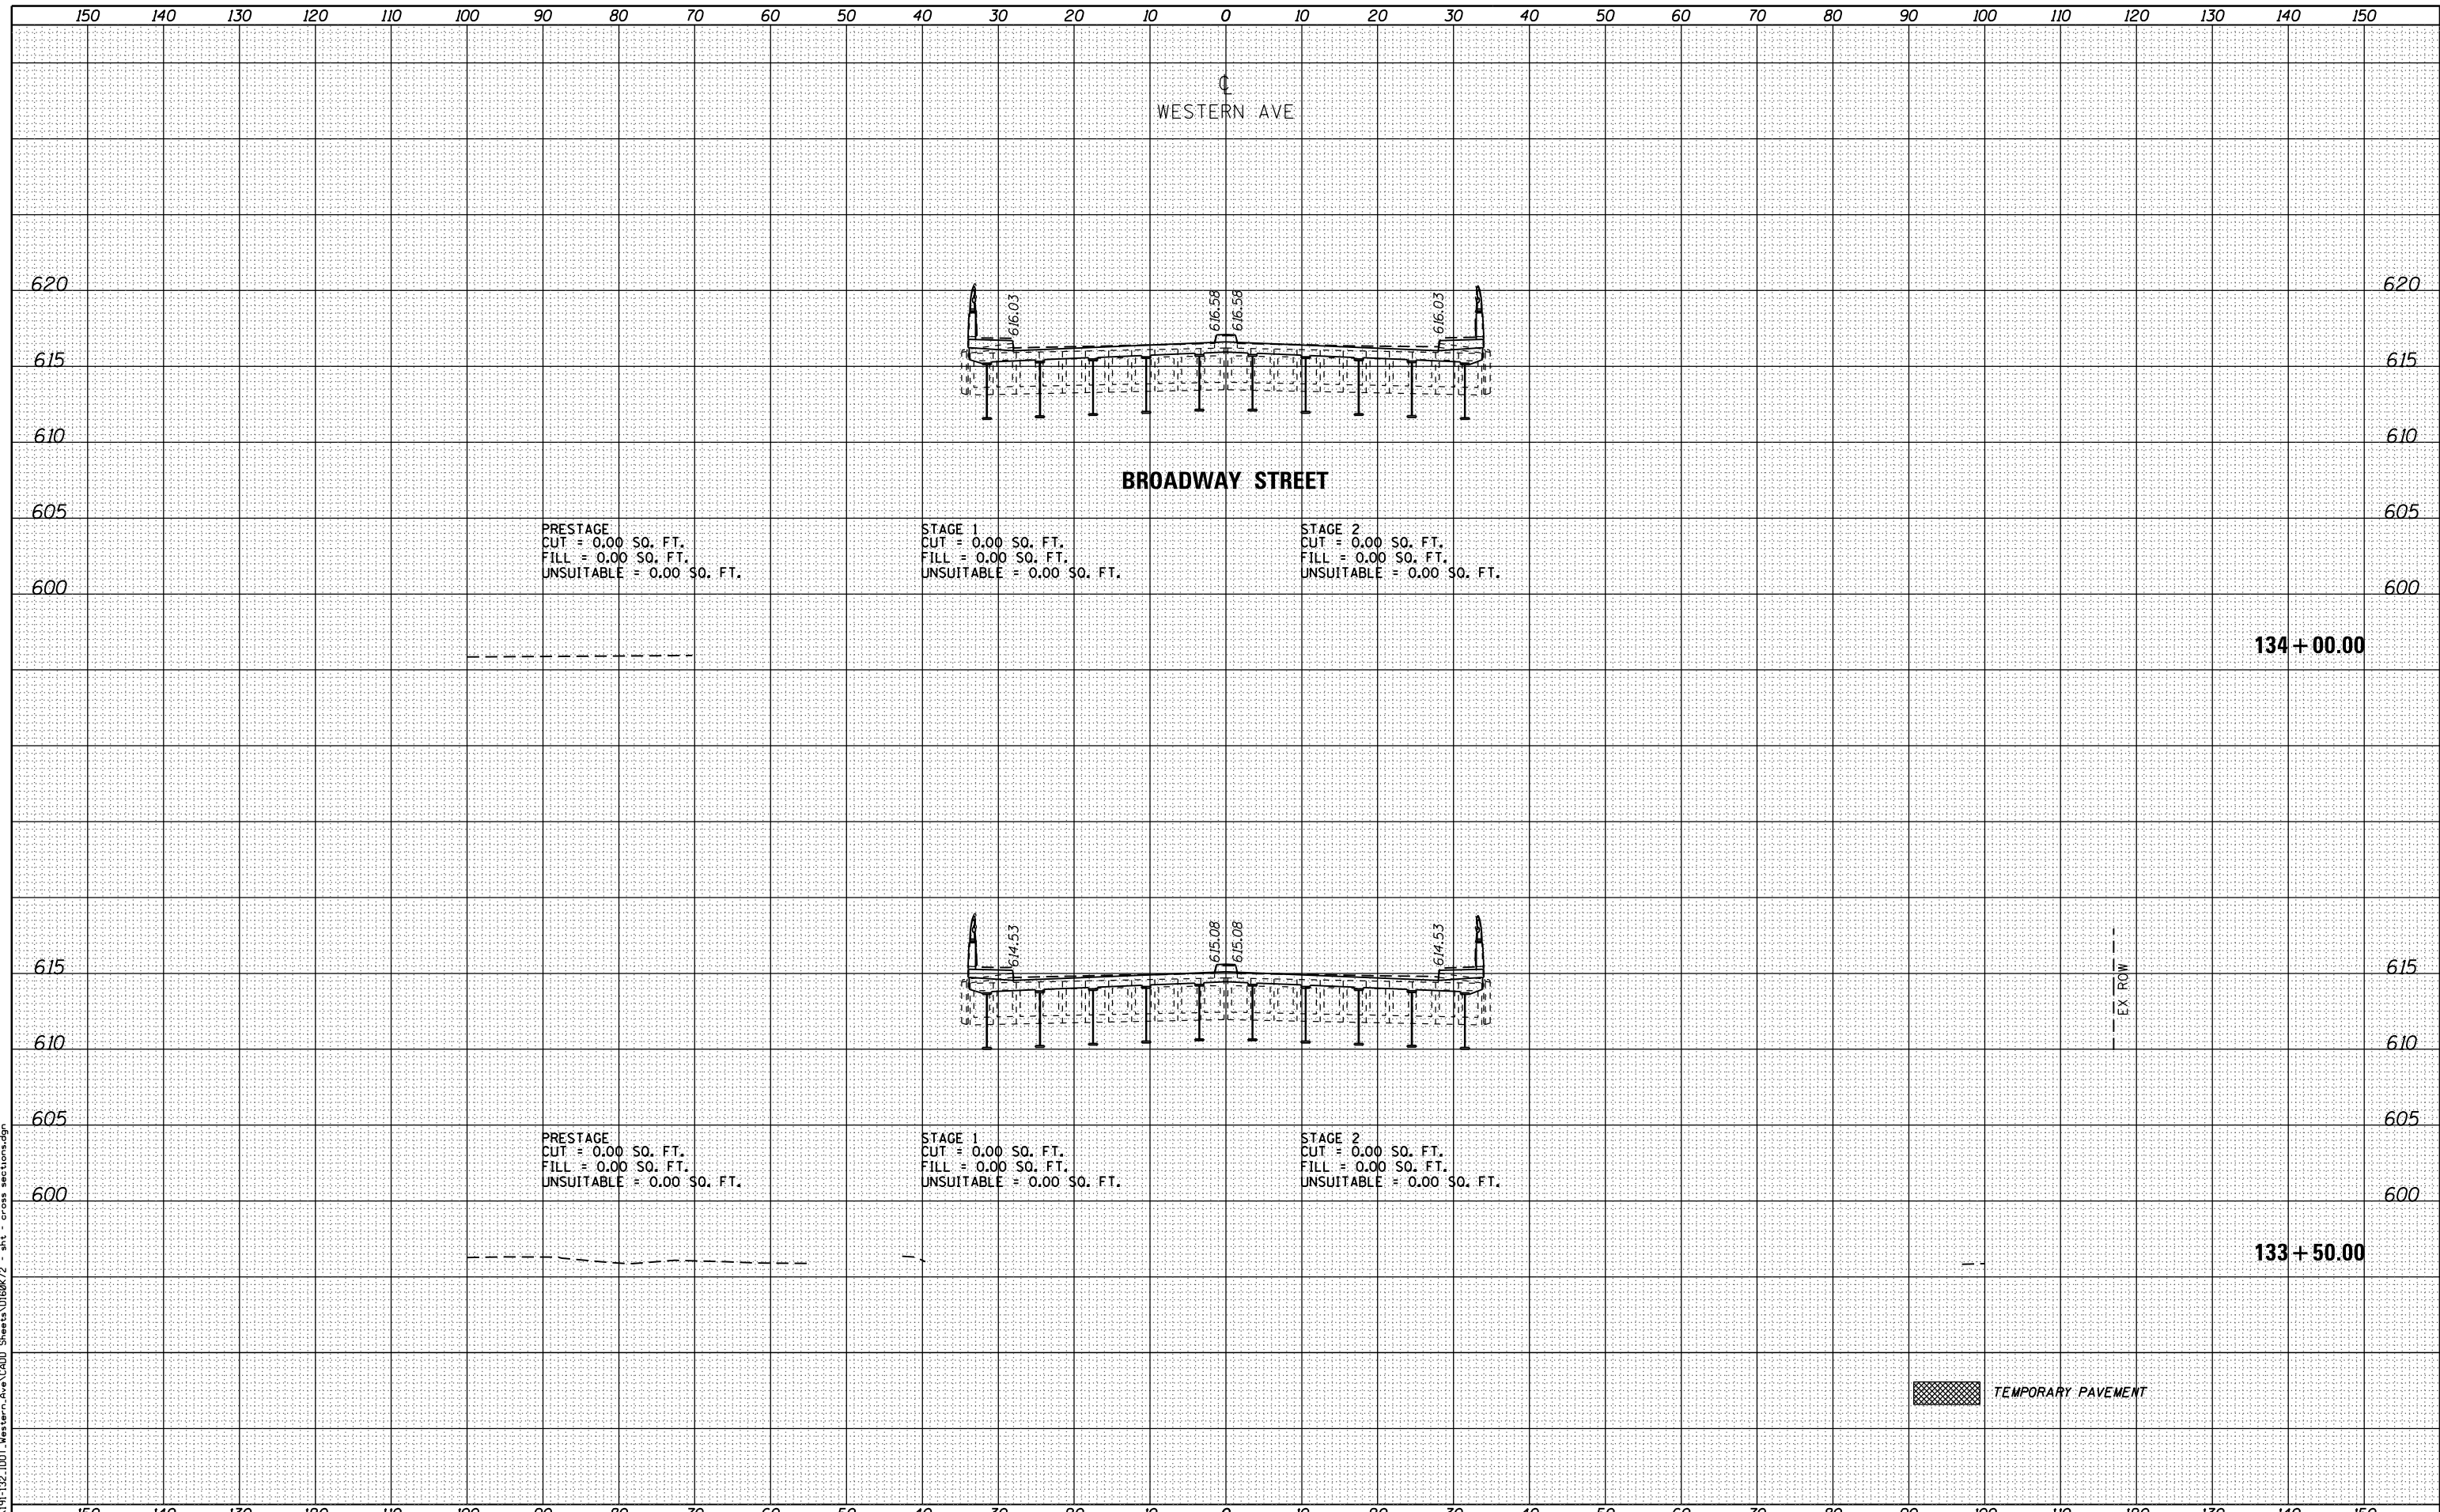 150 140 130 120 110 100 90 80 70 60 50 40 30 20 10 0 10 20 30 40 50 60 70 80 90 100 110 120 130 140 150
℄
WESTERN AVE
620 620
616.03 616.58 616.58 616.03
615 615
610 610
BROADWAY STREET
605 605
PRESTAGE
CUT = 0.00 SQ. FT.
FILL = 0.00 SQ. FT.
UNSUITABLE = 0.00 SQ. FT.
STAGE 1
CUT = 0.00 SQ. FT.
FILL = 0.00 SQ. FT.
UNSUITABLE = 0.00 SQ. FT.
STAGE 2
CUT = 0.00 SQ. FT.
FILL = 0.00 SQ. FT.
UNSUITABLE = 0.00 SQ. FT.
600 600
134+00.00
614.53 615.08 615.08 614.53
615 615
EX ROW
610 610
605 605
PRESTAGE
CUT = 0.00 SQ. FT.
FILL = 0.00 SQ. FT.
UNSUITABLE = 0.00 SQ. FT.
STAGE 1
CUT = 0.00 SQ. FT.
FILL = 0.00 SQ. FT.
UNSUITABLE = 0.00 SQ. FT.
STAGE 2
CUT = 0.00 SQ. FT.
FILL = 0.00 SQ. FT.
UNSUITABLE = 0.00 SQ. FT.
600 600
133+50.00
TEMPORARY PAVEMENT
- sht - cross sections.dgn